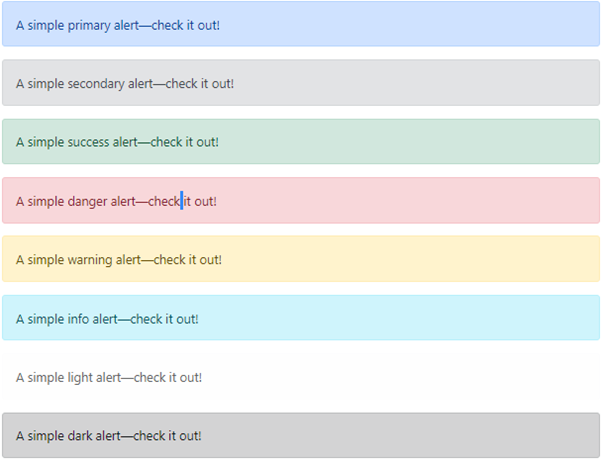 A simple primary alert—check it out!
A simple secondary alert—check it out!
A simple success alert—check it out!
A simple danger alert—check it out!
A simple warning alert—check it out!
A simple info alert—check it out!
A simple light alert—check it out!
A simple dark alert—check it out!